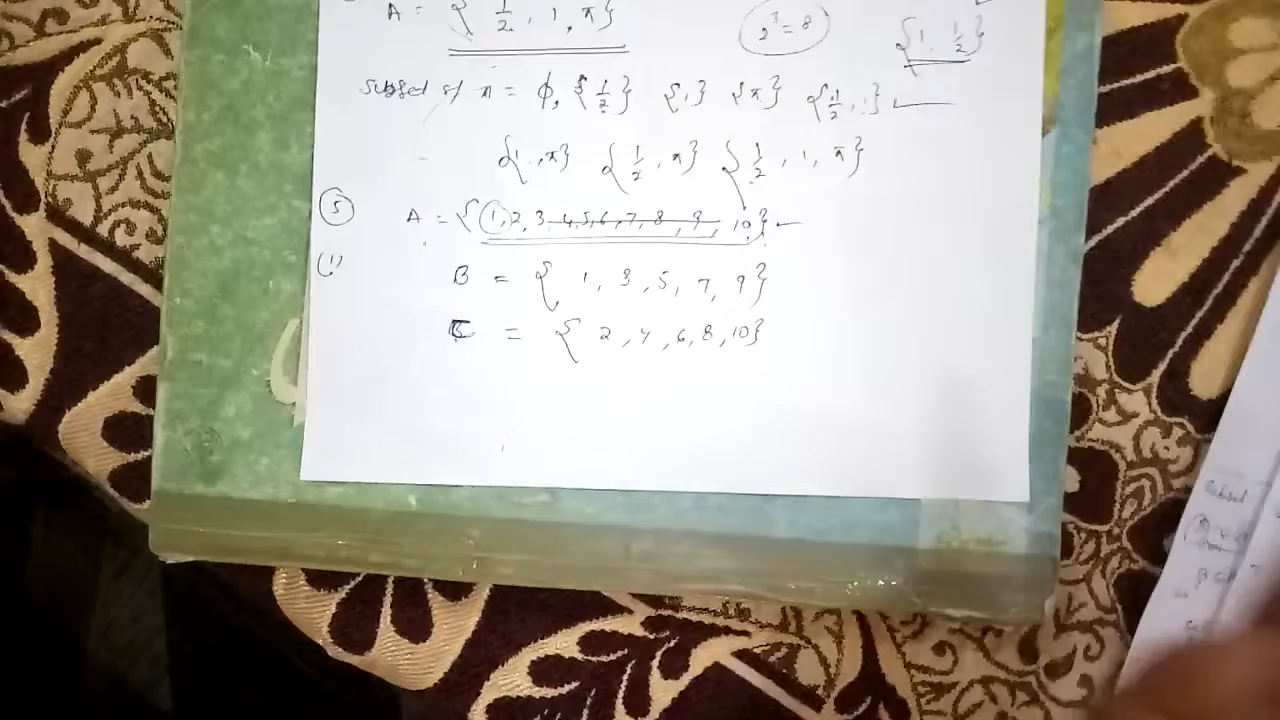 A = { 1/2, 1, π}
2³ = 8
{1, 1/2}
subset of A = ϕ, {1/2} {1} {π} {1/2, 1}
{1, π} {1/2, π} {1/2, 1, π}
(5) A = {1, 2, 3, 4, 5, 6, 7, 8, 9, 10}
(1) B = { 1, 3, 5, 7, 9}
C = { 2, 4, 6, 8, 10}